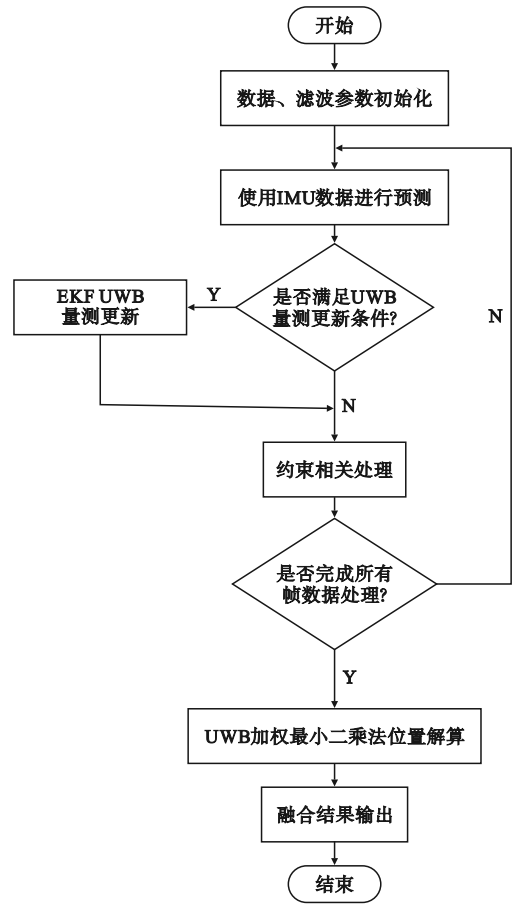 开始
数据、滤波参数初始化
使用IMU数据进行预测
是否满足UWB
量测更新条件?
Y
EKF UWB
量测更新
N
N
约束相关处理
是否完成所有
帧数据处理?
Y
UWB加权最小二乘法位置解算
融合结果输出
结束